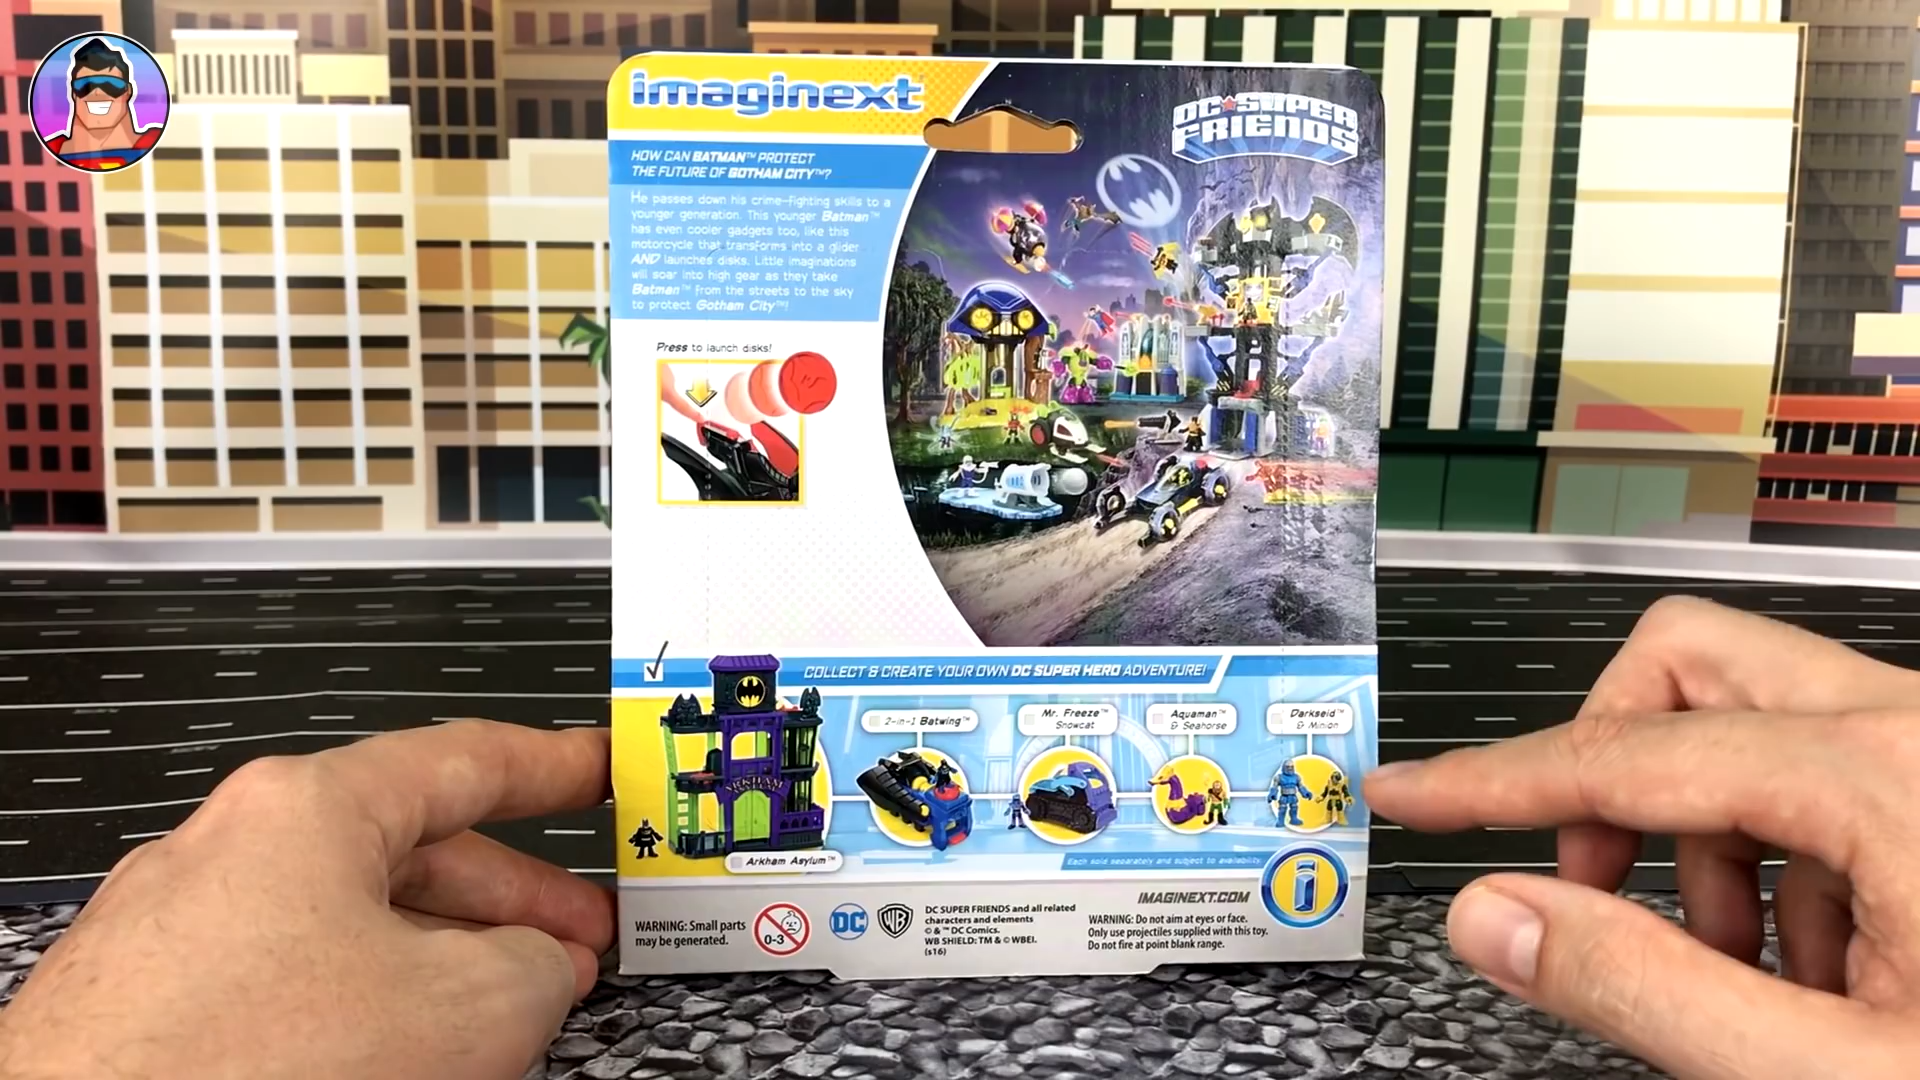 imaginext
DC SUPER
FRIENDS
HOW CAN BATMAN™ PROTECT
THE FUTURE OF GOTHAM CITY™?
He passes down his crime-fighting skills to a
younger generation. This younger Batman™
has even cooler gadgets too, like this
motorcycle that transforms into a glider
AND launches disks. Little imaginations
will soar into high gear as they take
Batman™ from the streets to the sky
to protect Gotham City™!
Press to launch disks!
COLLECT & CREATE YOUR OWN DC SUPER HERO ADVENTURE!
2-in-1 Batwing™
Mr. Freeze™
Snowcat
Aquaman™
& Seahorse
Darkseid™
& Minion
ARKHAM
ASYLUM
Arkham Asylum™
Each sold separately and subject to availability.
IMAGINEXT.COM
WARNING: Small parts
may be generated.
0-3
DC
WB
DC SUPER FRIENDS and all related
characters and elements
© & ™ DC Comics.
WB SHIELD: TM & © WBEI.
(s16)
WARNING: Do not aim at eyes or face.
Only use projectiles supplied with this toy.
Do not fire at point blank range.